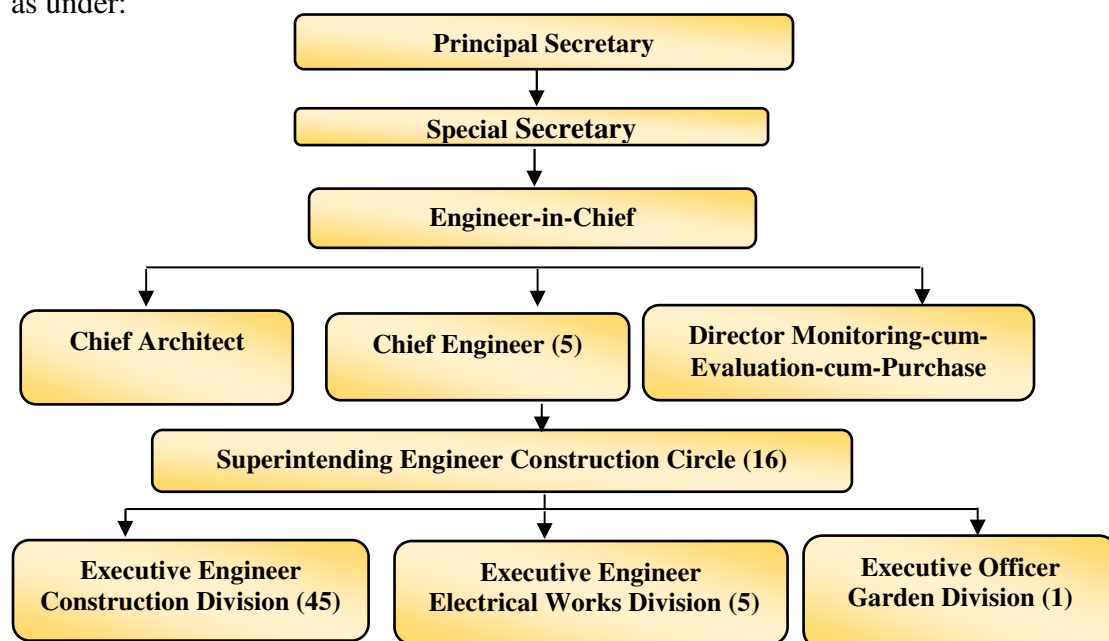 as under:
Principal Secretary
Special Secretary
Engineer-in-Chief
Chief Architect
Chief Engineer (5)
Director Monitoring-cum-
Evaluation-cum-Purchase
Superintending Engineer Construction Circle (16)
Executive Engineer
Construction Division (45)
Executive Engineer
Electrical Works Division (5)
Executive Officer
Garden Division (1)